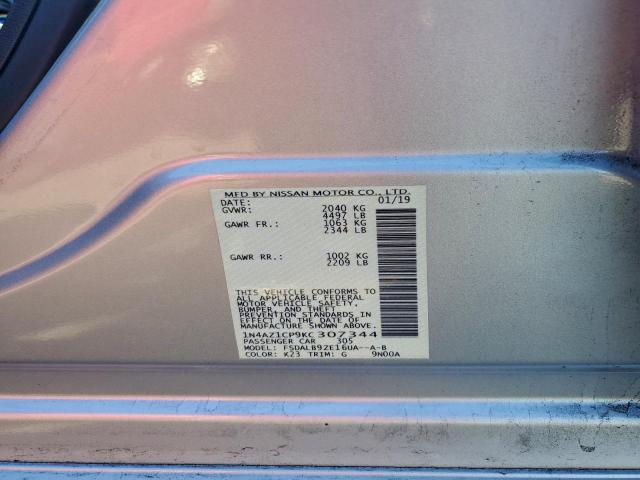 MFD BY NISSAN MOTOR CO., LTD.
DATE: 01/19
GVWR: 2040 KG
4497 LB
GAWR FR.: 1063 KG
2344 LB
GAWR RR.: 1002 KG
2209 LB
THIS VEHICLE CONFORMS TO
ALL APPLICABLE FEDERAL
MOTOR VEHICLE SAFETY,
BUMPER, AND THEFT
PREVENTION STANDARDS IN
EFFECT ON THE DATE OF
MANUFACTURE SHOWN ABOVE.
1N4AZ1CP9KC307344
PASSENGER CAR 305
MODEL: FSDALB9ZE16UA--A-B
COLOR: K23 TRIM: G 9N00A